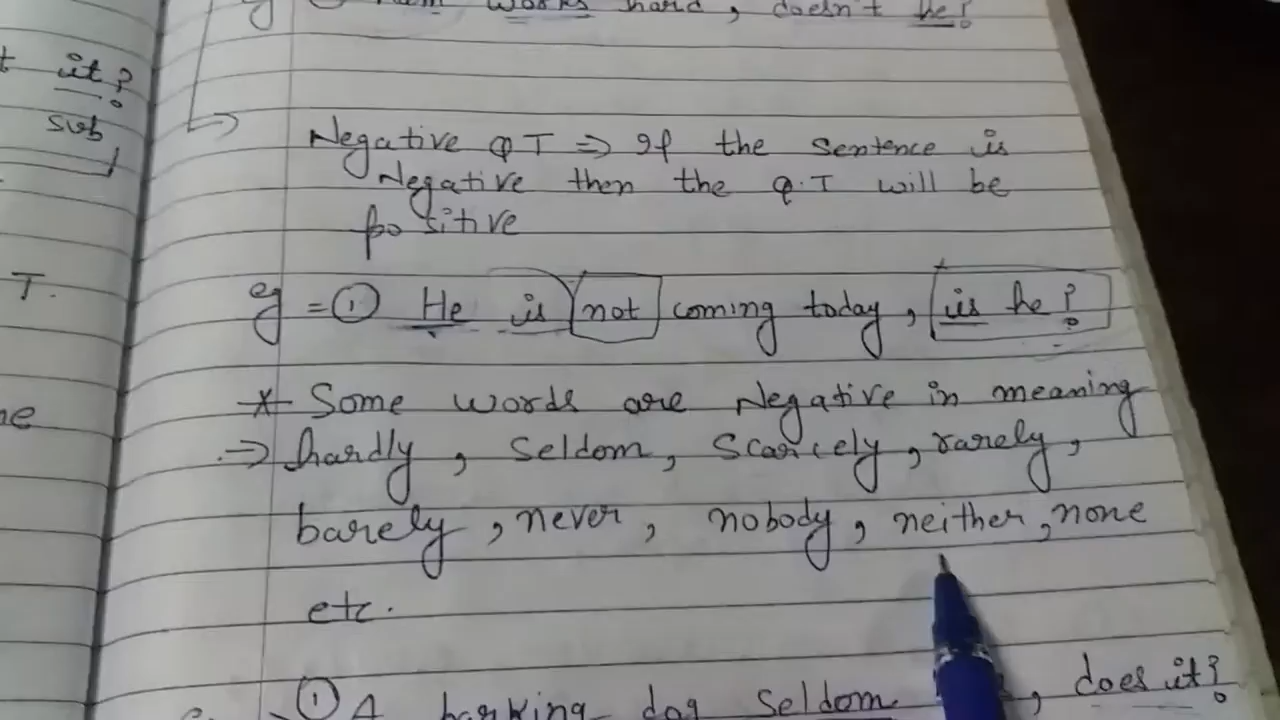 works hard, doesn't he?
t it?
sub
Negative QT => If the sentence is
Negative then the Q.T will be
positive
T.
eg = ① He is not coming today, is he?
* Some words are Negative in meaning
=> hardly, seldom, scarcely, rarely,
barely, never, nobody, neither, none
etc.
① A barking dog seldom , does it?